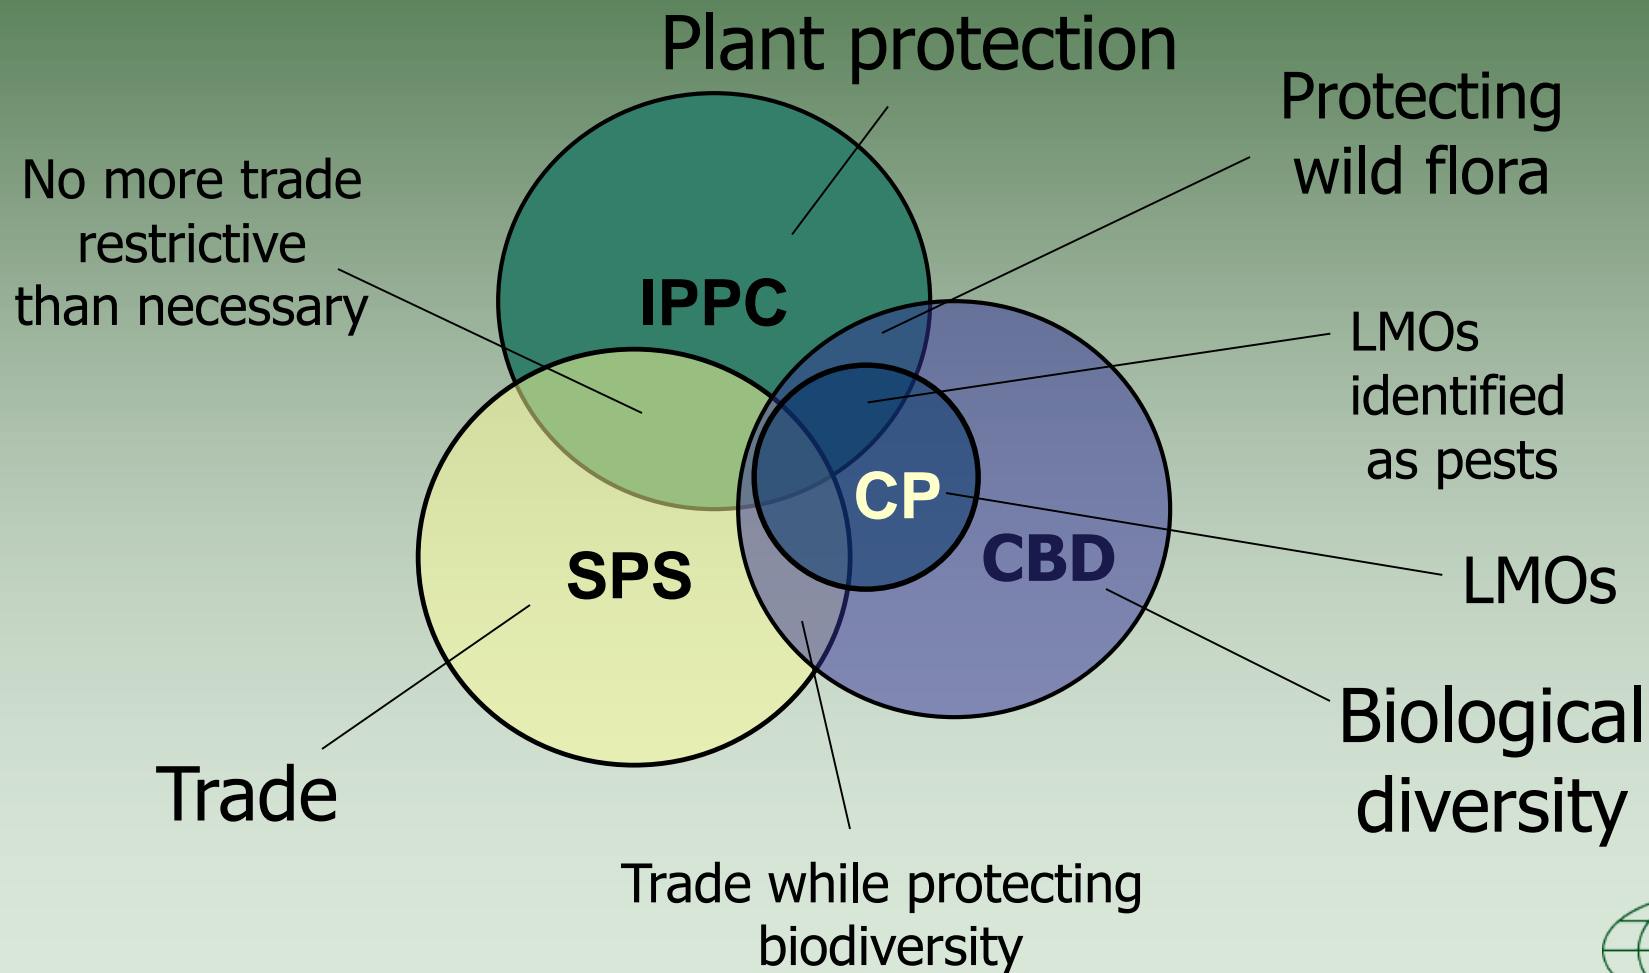 Plant protection
Protecting
wild flora
No more trade
restrictive
than necessary
IPPC
LMOs
identified
as pests
CP
CBD
SPS
LMOs
Biological
diversity
Trade
Trade while protecting
biodiversity